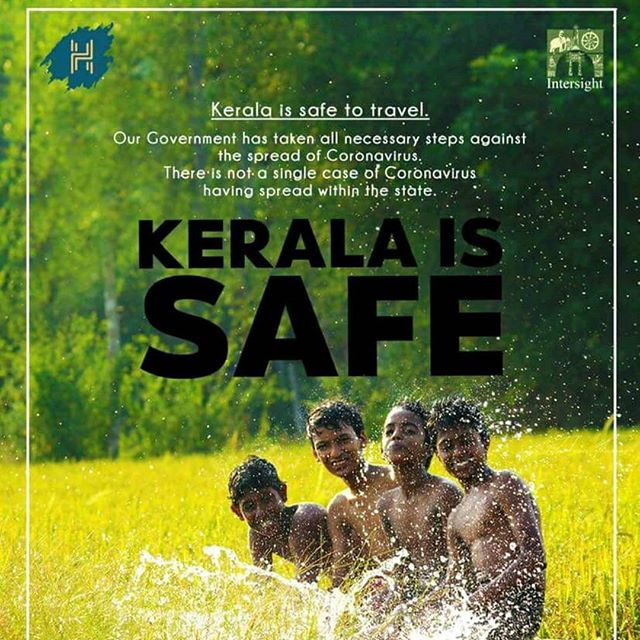 H
Intersight
Kerala is safe to travel.
Our Government has taken all necessary steps against
the spread of Coronavirus.
There is not a single case of Coronavirus
having spread within the state.
KERALA IS
SAFE